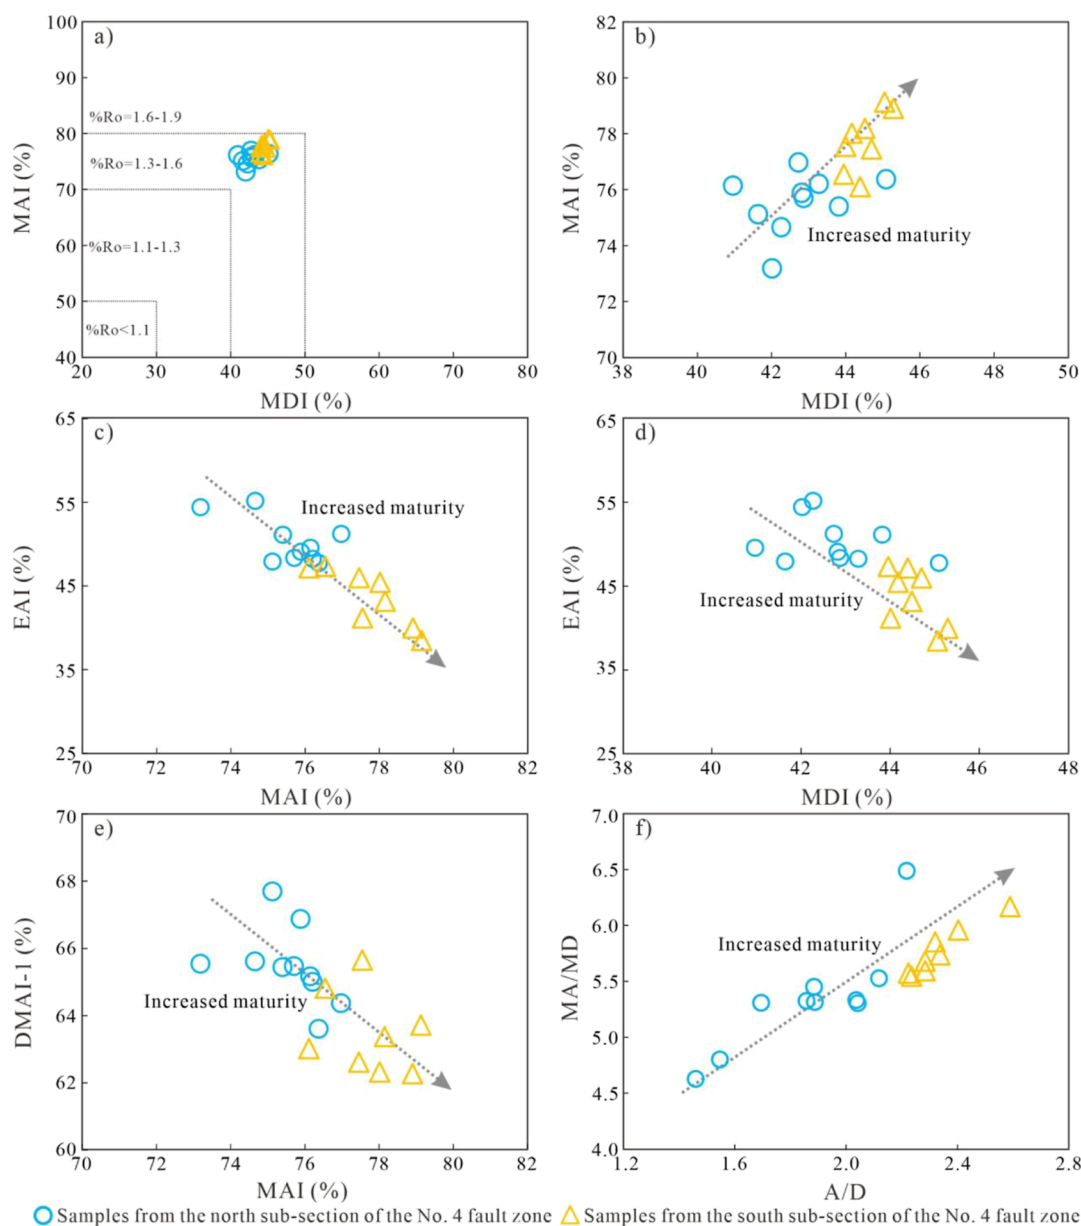 a)
100
90
80
70
60
50
40
MAI (%)
%Ro=1.6-1.9
%Ro=1.3-1.6
%Ro=1.1-1.3
%Ro<1.1
20 30 40 50 60 70 80
MDI (%)
b)
82
80
78
76
74
72
70
MAI (%)
Increased maturity
38 40 42 44 46 48 50
MDI (%)
c)
65
55
45
35
25
EAI (%)
Increased maturity
70 72 74 76 78 80 82
MAI (%)
d)
65
55
45
35
25
EAI (%)
Increased maturity
38 40 42 44 46 48
MDI (%)
e)
70
68
66
64
62
60
DMAI-1 (%)
Increased maturity
70 72 74 76 78 80 82
MAI (%)
f)
7.0
6.5
6.0
5.5
5.0
4.5
4.0
MA/MD
Increased maturity
1.2 1.6 2.0 2.4 2.8
A/D
Samples from the north sub-section of the No. 4 fault zone Samples from the south sub-section of the No. 4 fault zone